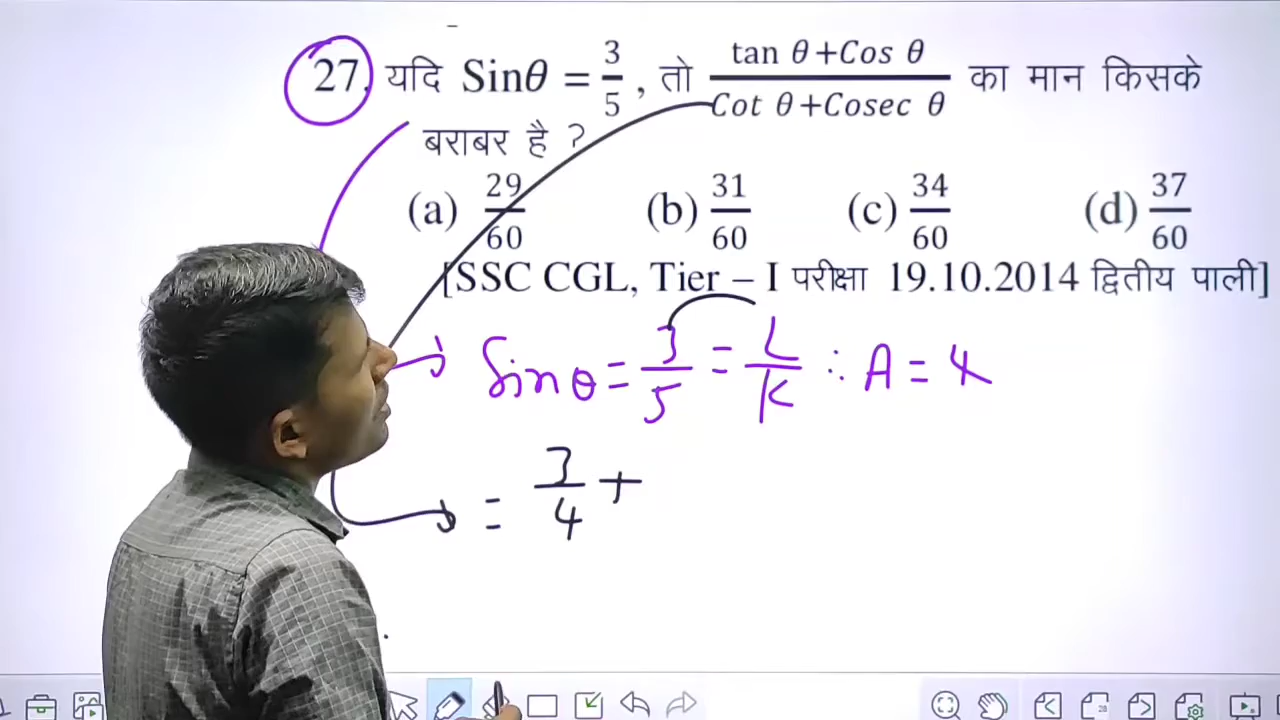 27. यदि Sinθ = 3/5 , तो (tan θ+Cos θ)/(Cot θ+Cosec θ) का मान किसके
बराबर है ?
(a) 29/60 (b) 31/60 (c) 34/60 (d) 37/60
[SSC CGL, Tier – I परीक्षा 19.10.2014 द्वितीय पाली]
Sinθ = 3/5 = L/K ∴ A = 4
= 3/4 +